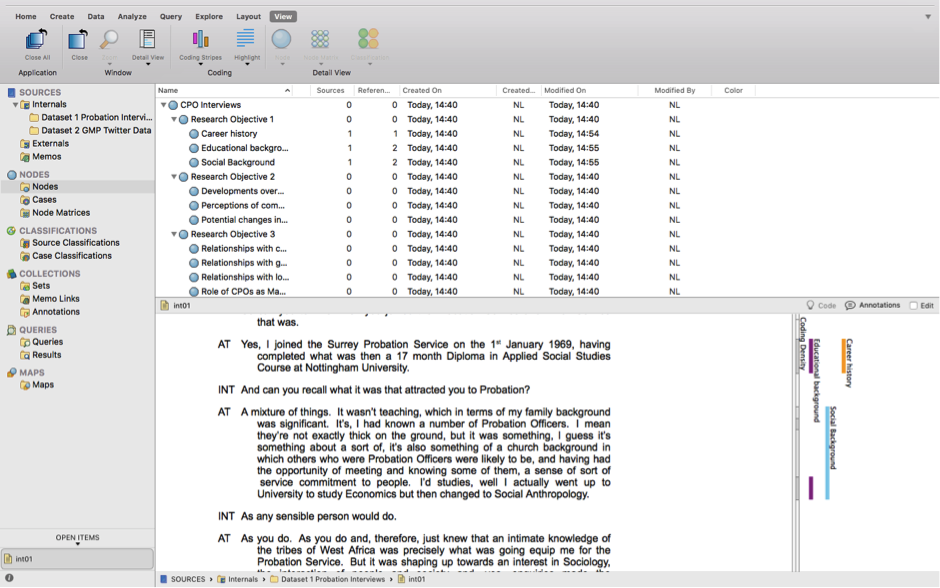 Home Create Data Analyze Query Explore Layout View
Close All Close Detail View Coding Stripes Highlight
Application Window Coding Detail View
SOURCES
Internals
Dataset 1 Probation Intervi...
Dataset 2 GMP Twitter Data
Externals
Memos
NODES
Nodes
Cases
Node Matrices
CLASSIFICATIONS
Source Classifications
Case Classifications
COLLECTIONS
Sets
Memo Links
Annotations
QUERIES
Queries
Results
MAPS
Maps
OPEN ITEMS
int01
Name Sources Referen... Created On Created... Modified On Modified By Color
CPO Interviews 0 0 Today, 14:40 NL Today, 14:40 NL
Research Objective 1 0 0 Today, 14:40 NL Today, 14:40 NL
Career history 1 1 Today, 14:40 NL Today, 14:54 NL
Educational backgro... 1 2 Today, 14:40 NL Today, 14:55 NL
Social Background 1 2 Today, 14:40 NL Today, 14:55 NL
Research Objective 2 0 0 Today, 14:40 NL Today, 14:40 NL
Developments over... 0 0 Today, 14:40 NL Today, 14:40 NL
Perceptions of com... 0 0 Today, 14:40 NL Today, 14:40 NL
Potential changes in... 0 0 Today, 14:40 NL Today, 14:40 NL
Research Objective 3 0 0 Today, 14:40 NL Today, 14:40 NL
Relationships with c... 0 0 Today, 14:40 NL Today, 14:40 NL
Relationships with g... 0 0 Today, 14:40 NL Today, 14:40 NL
Relationships with lo... 0 0 Today, 14:40 NL Today, 14:40 NL
Role of CPOs as Ma... 0 0 Today, 14:40 NL Today, 14:40 NL
int01 Code Annotations Edit
that was.
AT Yes, I joined the Surrey Probation Service on the 1st January 1969, having
completed what was then a 17 month Diploma in Applied Social Studies
Course at Nottingham University.
INT And can you recall what it was that attracted you to Probation?
AT A mixture of things. It wasn't teaching, which in terms of my family background
was significant. It's, I had known a number of Probation Officers. I mean
they're not exactly thick on the ground, but it was something, I guess it's
something about a sort of, it's also something of a church background in
which others who were Probation Officers were likely to be, and having had
the opportunity of meeting and knowing some of them, a sense of sort of
service commitment to people. I'd studies, well I actually went up to
University to study Economics but then changed to Social Anthropology.
INT As any sensible person would do.
AT As you do. As you do and, therefore, just knew that an intimate knowledge of
the tribes of West Africa was precisely what was going equip me for the
Probation Service. But it was shaping up towards an interest in Sociology,
Coding Density
Educational background
Social Background
Career history
SOURCES > Internals > Dataset 1 Probation Interviews > int01